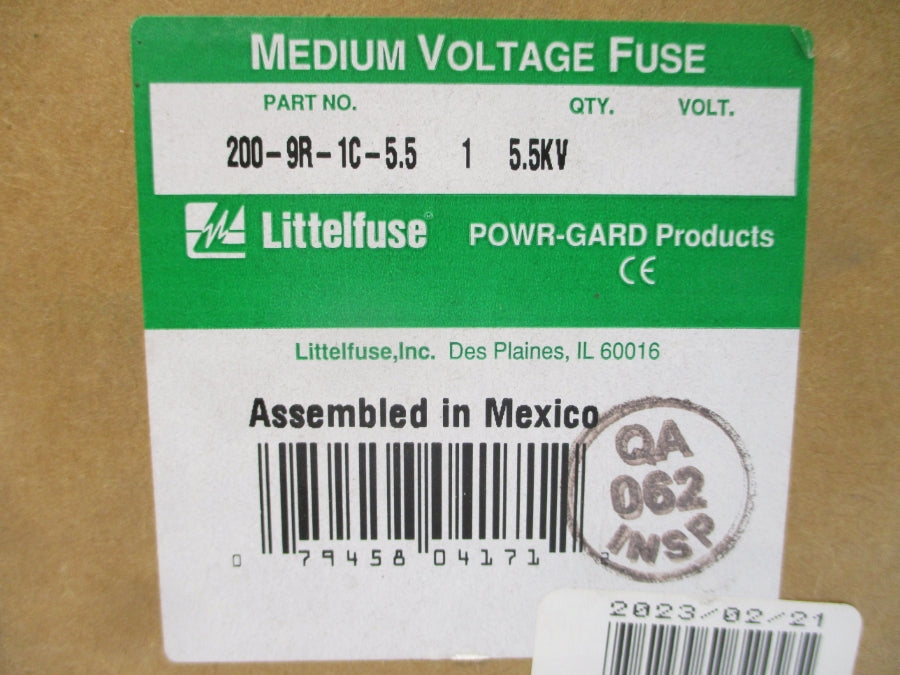 MEDIUM VOLTAGE FUSE
PART NO. QTY. VOLT.
200-9R-1C-5.5 1 5.5KV
Littelfuse® POWR-GARD Products
CE
Littelfuse,Inc. Des Plaines, IL 60016
Assembled in Mexico
QA
062
INSP
0 79458 04171 2
2023/02/21